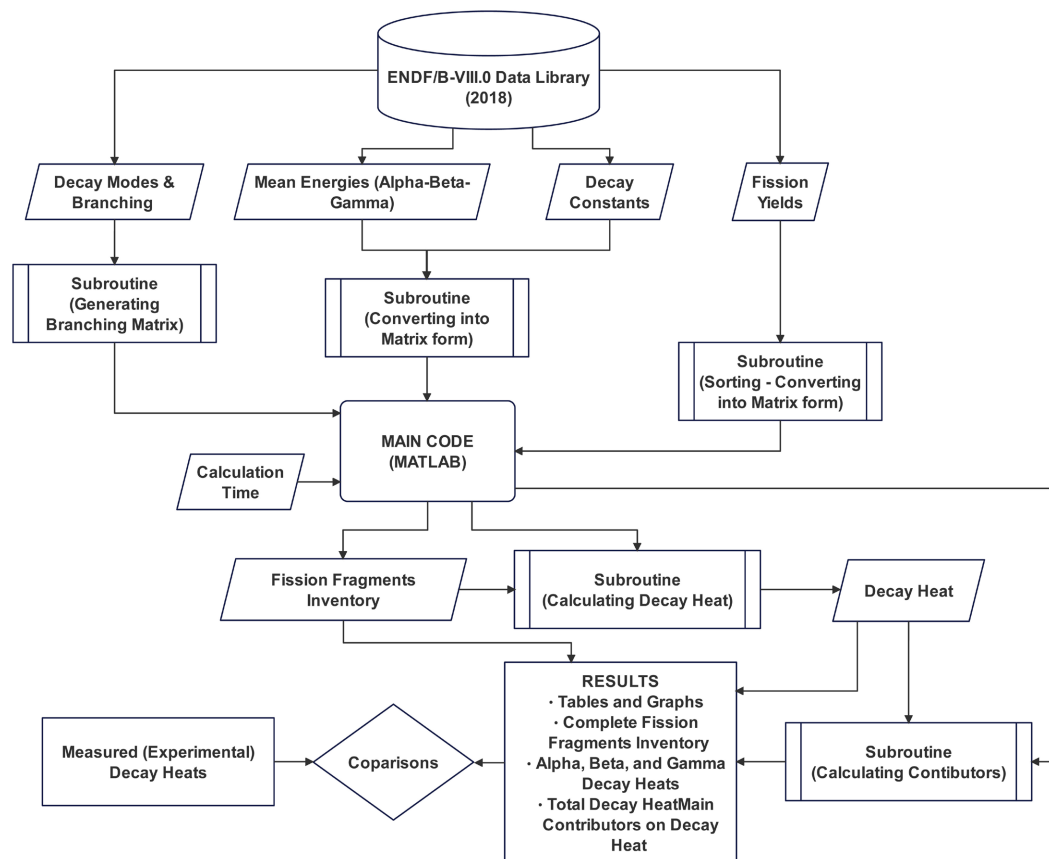 ENDF/B-VIII.0 Data Library
(2018)
Decay Modes &
Branching
Mean Energies (Alpha-Beta-
Gamma)
Decay
Constants
Fission
Yields
Subroutine
(Generating
Branching Matrix)
Subroutine
(Converting into
Matrix form)
Subroutine
(Sorting - Converting
into Matrix form)
MAIN CODE
(MATLAB)
Calculation
Time
Fission Fragments
Inventory
Subroutine
(Calculating Decay Heat)
Decay Heat
RESULTS
· Tables and Graphs
· Complete Fission
Fragments Inventory
· Alpha, Beta, and Gamma
Decay Heats
· Total Decay HeatMain
Contributors on Decay
Heat
Measured (Experimental)
Decay Heats
Coparisons
Subroutine
(Calculating Contibutors)